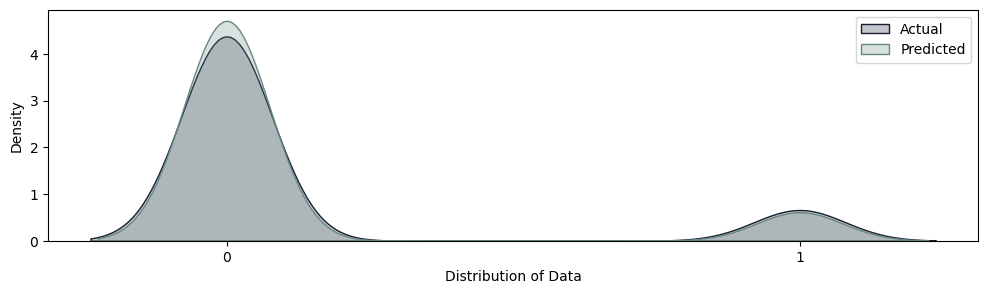 Actual
Predicted
Density
4
3
2
1
0
0
1
Distribution of Data